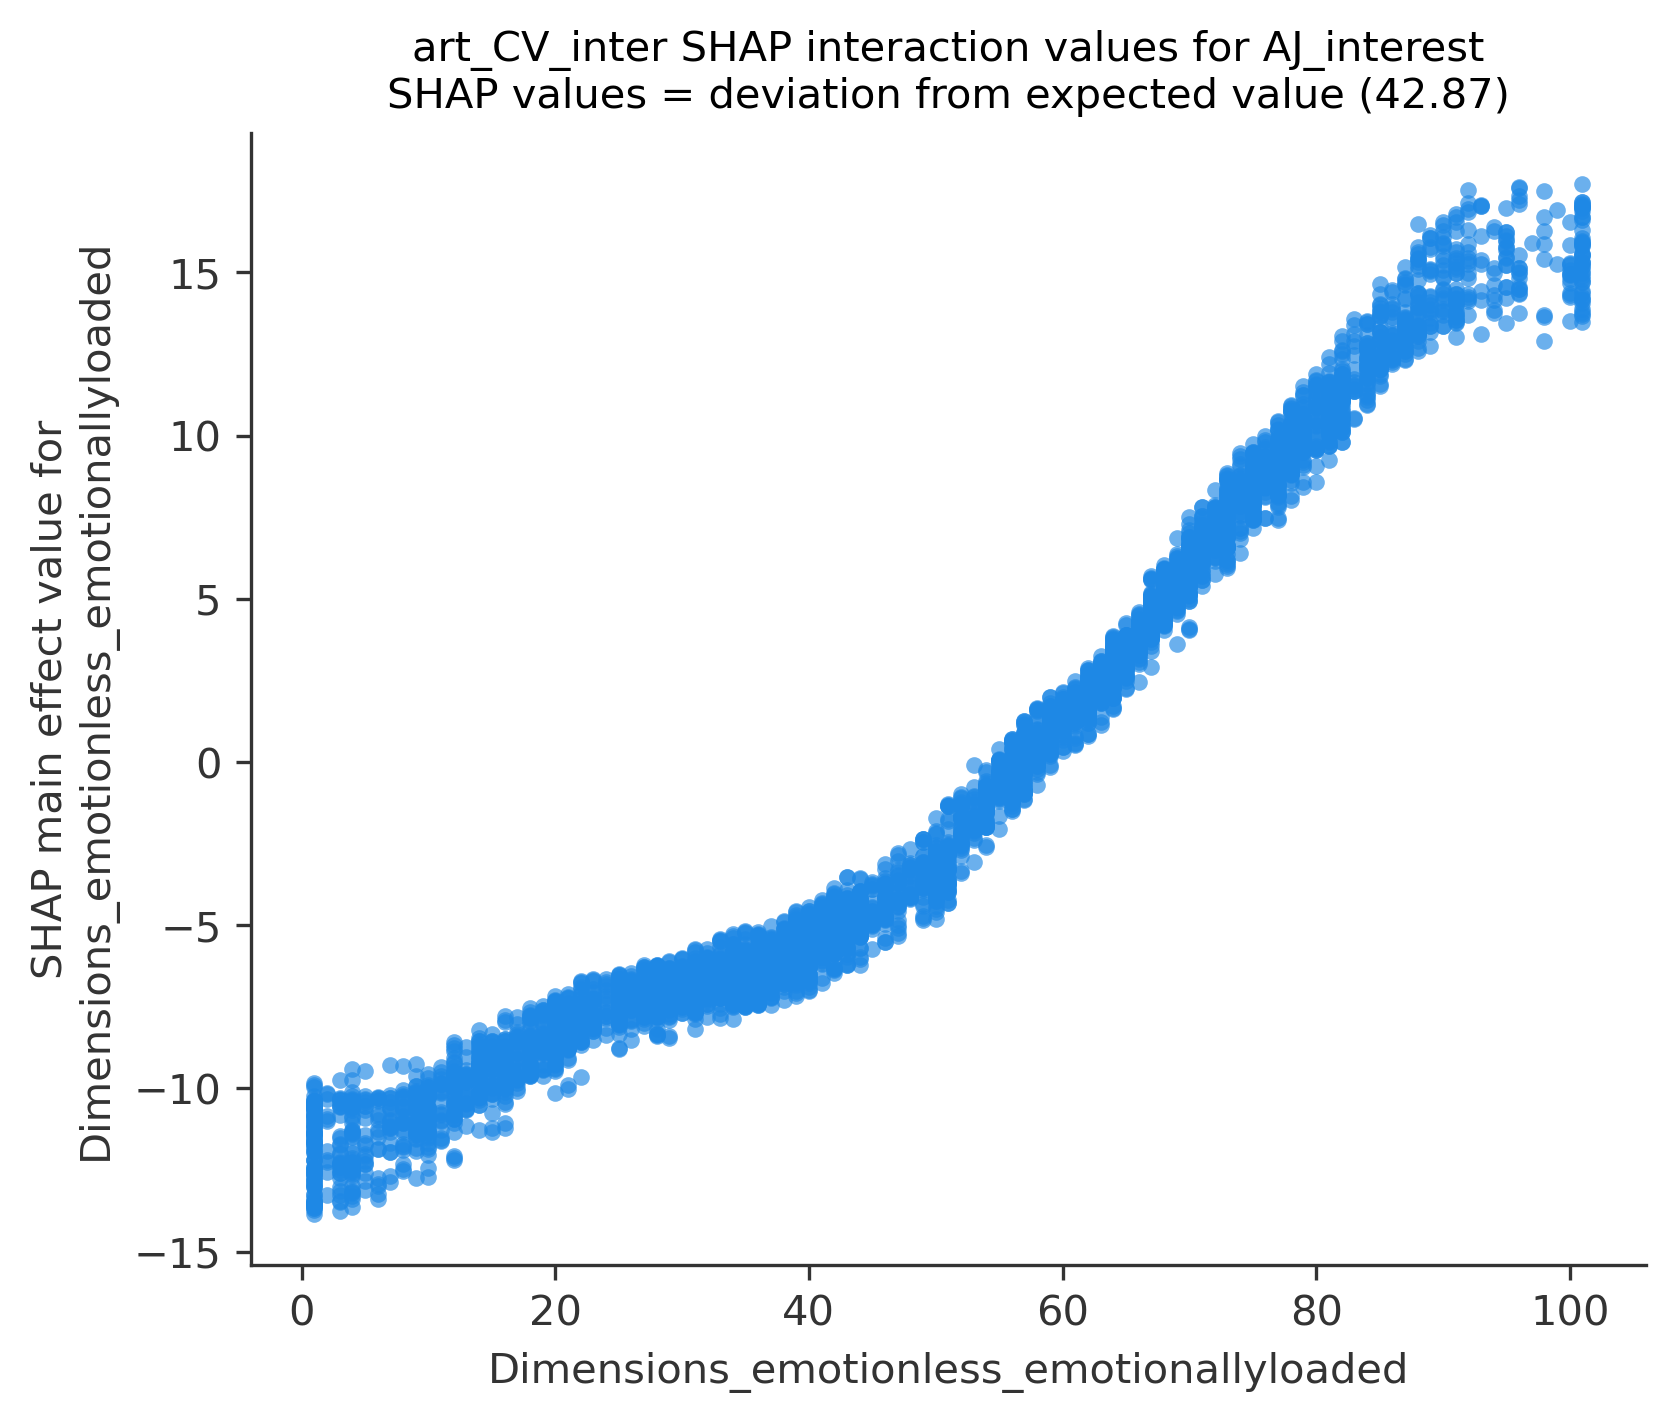 art_CV_inter SHAP interaction values for AJ_interest
SHAP values = deviation from expected value (42.87)
SHAP main effect value for
Dimensions_emotionless_emotionallyloaded
15
10
5
0
−5
−10
−15
0
20
40
60
80
100
Dimensions_emotionless_emotionallyloaded